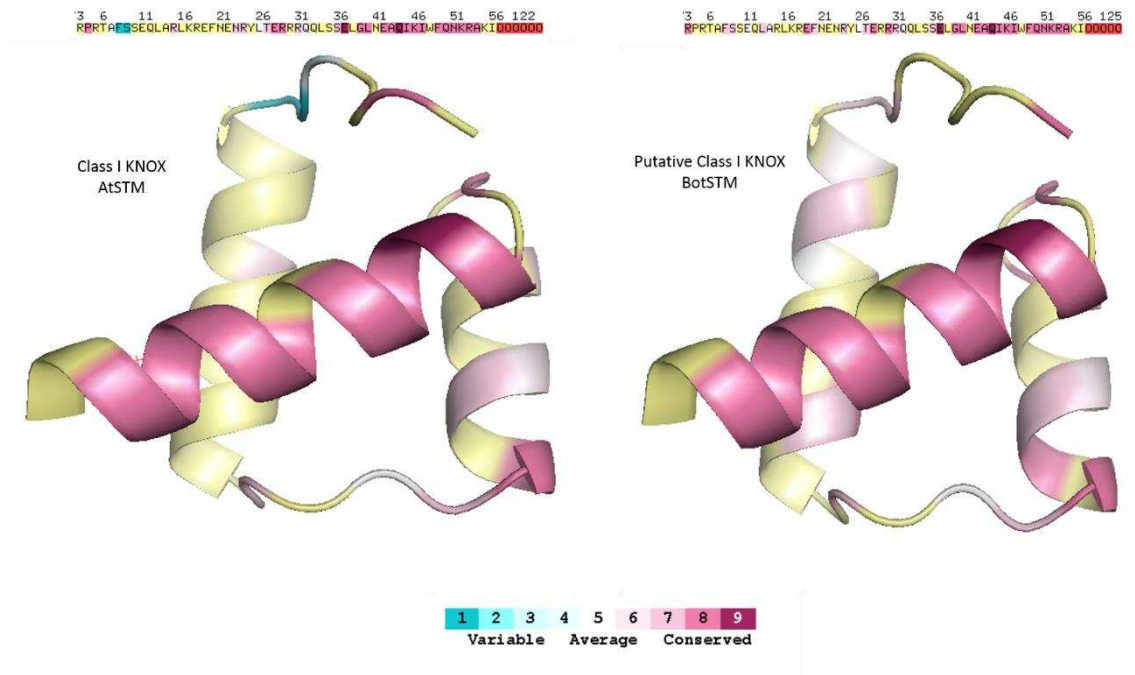 3 6 11 16 21 26 31 36 41 46 51 56 122
RPRTAFSSEQLARLKREFNENRYLTERRRQQLSSELGLNEAQIKIWFQNKRAKIOOOOOO
3 6 11 16 21 26 31 36 41 46 51 56 125
RPRTAFSSEQLARLKREFNENRYLTERRRQQLSSELGLNEAQIKIWFQNKRAKIOOOOO
Class I KNOX
AtSTM
Putative Class I KNOX
BotSTM
1 2 3 4 5 6 7 8 9
Variable Average Conserved